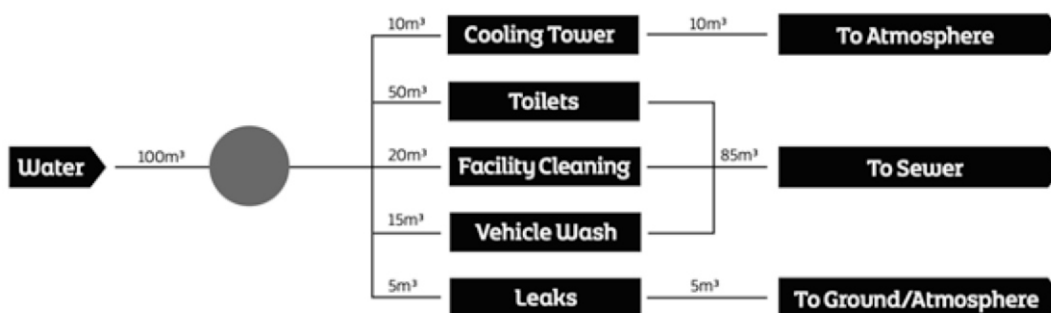 10m³ Cooling Tower 10m³ To Atmosphere
50m³ Toilets
Water 100m³ 20m³ Facility Cleaning 85m³ To Sewer
15m³ Vehicle Wash
5m³ Leaks 5m³ To Ground/Atmosphere